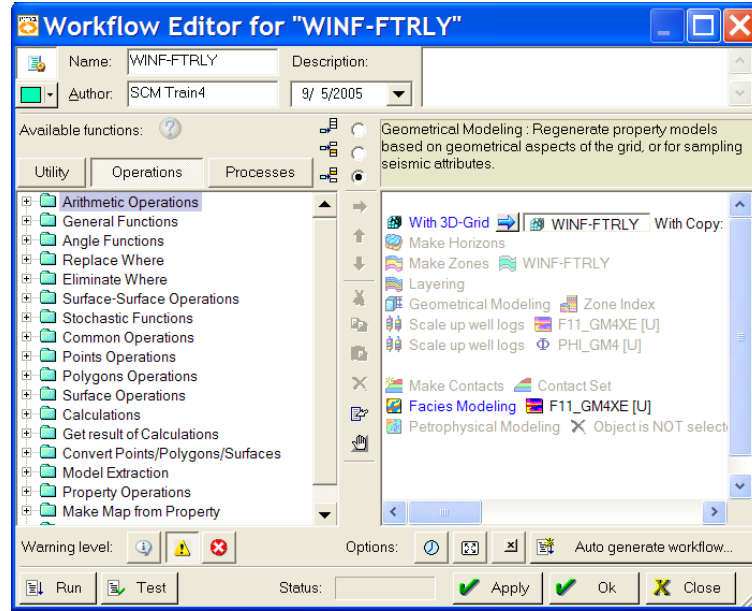 Workflow Editor for "WINF-FTRLY"
Name: WINF-FTRLY Description:
Author: SCM Train4 9/ 5/2005
Available functions:
Geometrical Modeling : Regenerate property models
based on geometrical aspects of the grid, or for sampling
seismic attributes.
Utility Operations Processes
Arithmetic Operations
General Functions
Angle Functions
Replace Where
Eliminate Where
Surface-Surface Operations
Stochastic Functions
Common Operations
Points Operations
Polygons Operations
Surface Operations
Calculations
Get result of Calculations
Convert Points/Polygons/Surfaces
Model Extraction
Property Operations
Make Map from Property
With 3D-Grid WINF-FTRLY With Copy:
Make Horizons
Make Zones WINF-FTRLY
Layering
Geometrical Modeling Zone Index
Scale up well logs F11_GM4XE [U]
Scale up well logs Φ PHI_GM4 [U]
Make Contacts Contact Set
Facies Modeling F11_GM4XE [U]
Petrophysical Modeling Object is NOT selecte
Warning level: Options: Auto generate workflow...
Run Test Status: Apply Ok Close